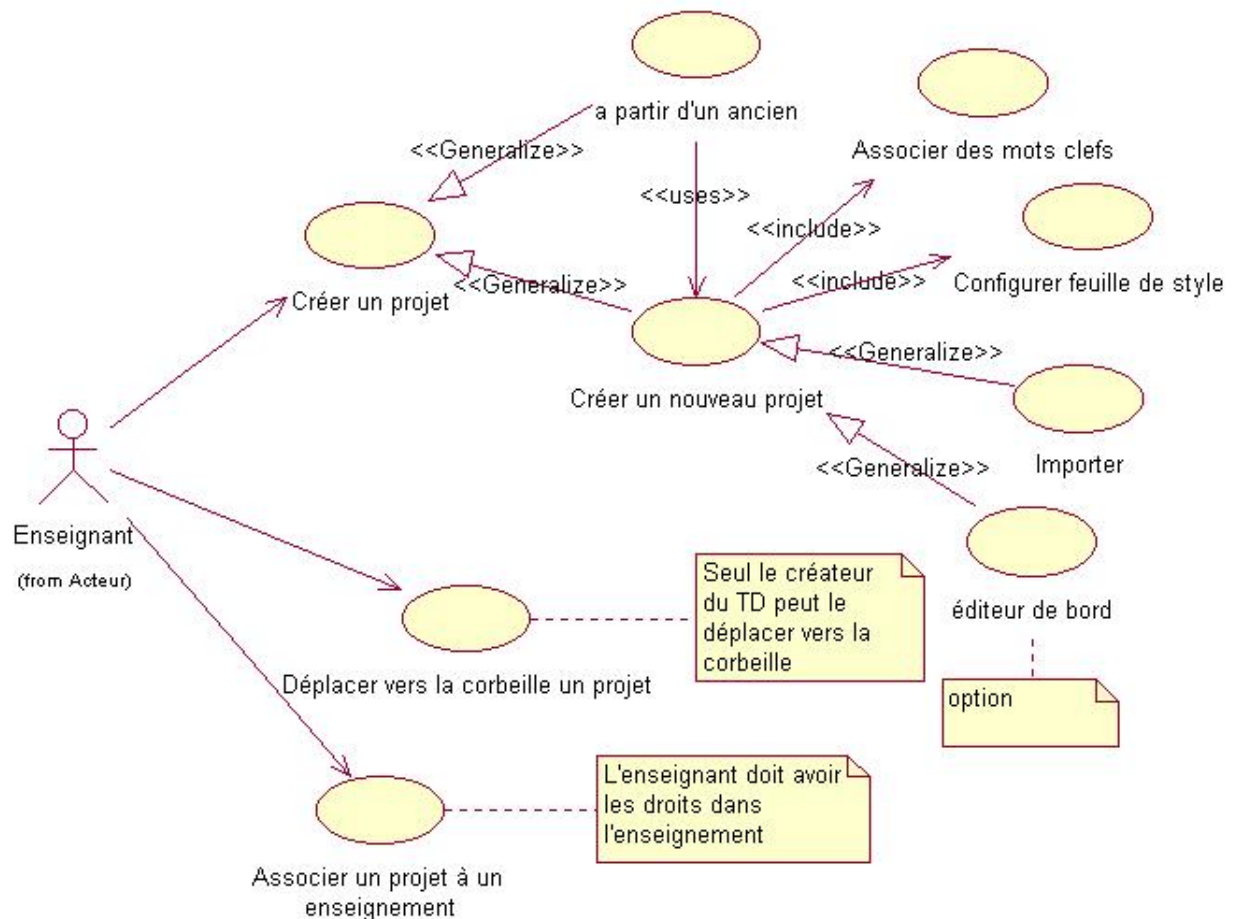 a partir d'un ancien
<<Generalize>>
Associer des mots clefs
<<uses>>
<<include>>
<<Generalize>>
<<include>>
Configurer feuille de style
Créer un projet
<<Generalize>>
Créer un nouveau projet
<<Generalize>>
Importer
Enseignant
(from Acteur)
Seul le créateur
du TD peut le
déplacer vers la
corbeille
éditeur de bord
Déplacer vers la corbeille un projet
option
L'enseignant doit avoir
les droits dans
l'enseignement
Associer un projet à un
enseignement